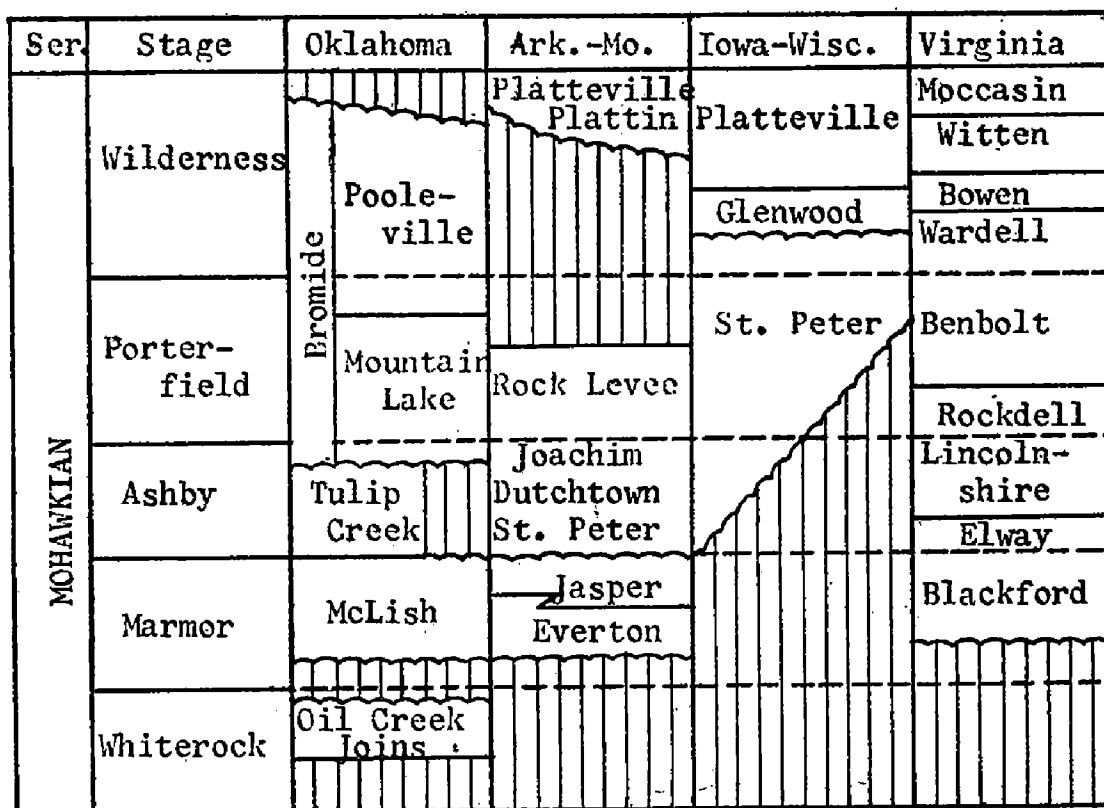 Ser. Stage Oklahoma Ark.-Mo. Iowa-Wisc. Virginia
MOHAWKIAN
Wilderness
Porter-
field
Ashby
Marmor
Whiterock
Bromide
Poole-
ville
Mountain
Lake
Tulip
Creek
McLish
Oil Creek
Joins
Platteville
Plattin
Rock Levee
Joachim
Dutchtown
St. Peter
Jasper
Everton
Platteville
Glenwood
St. Peter
Moccasin
Witten
Bowen
Wardell
Benbolt
Rockdell
Lincoln-
shire
Elway
Blackford